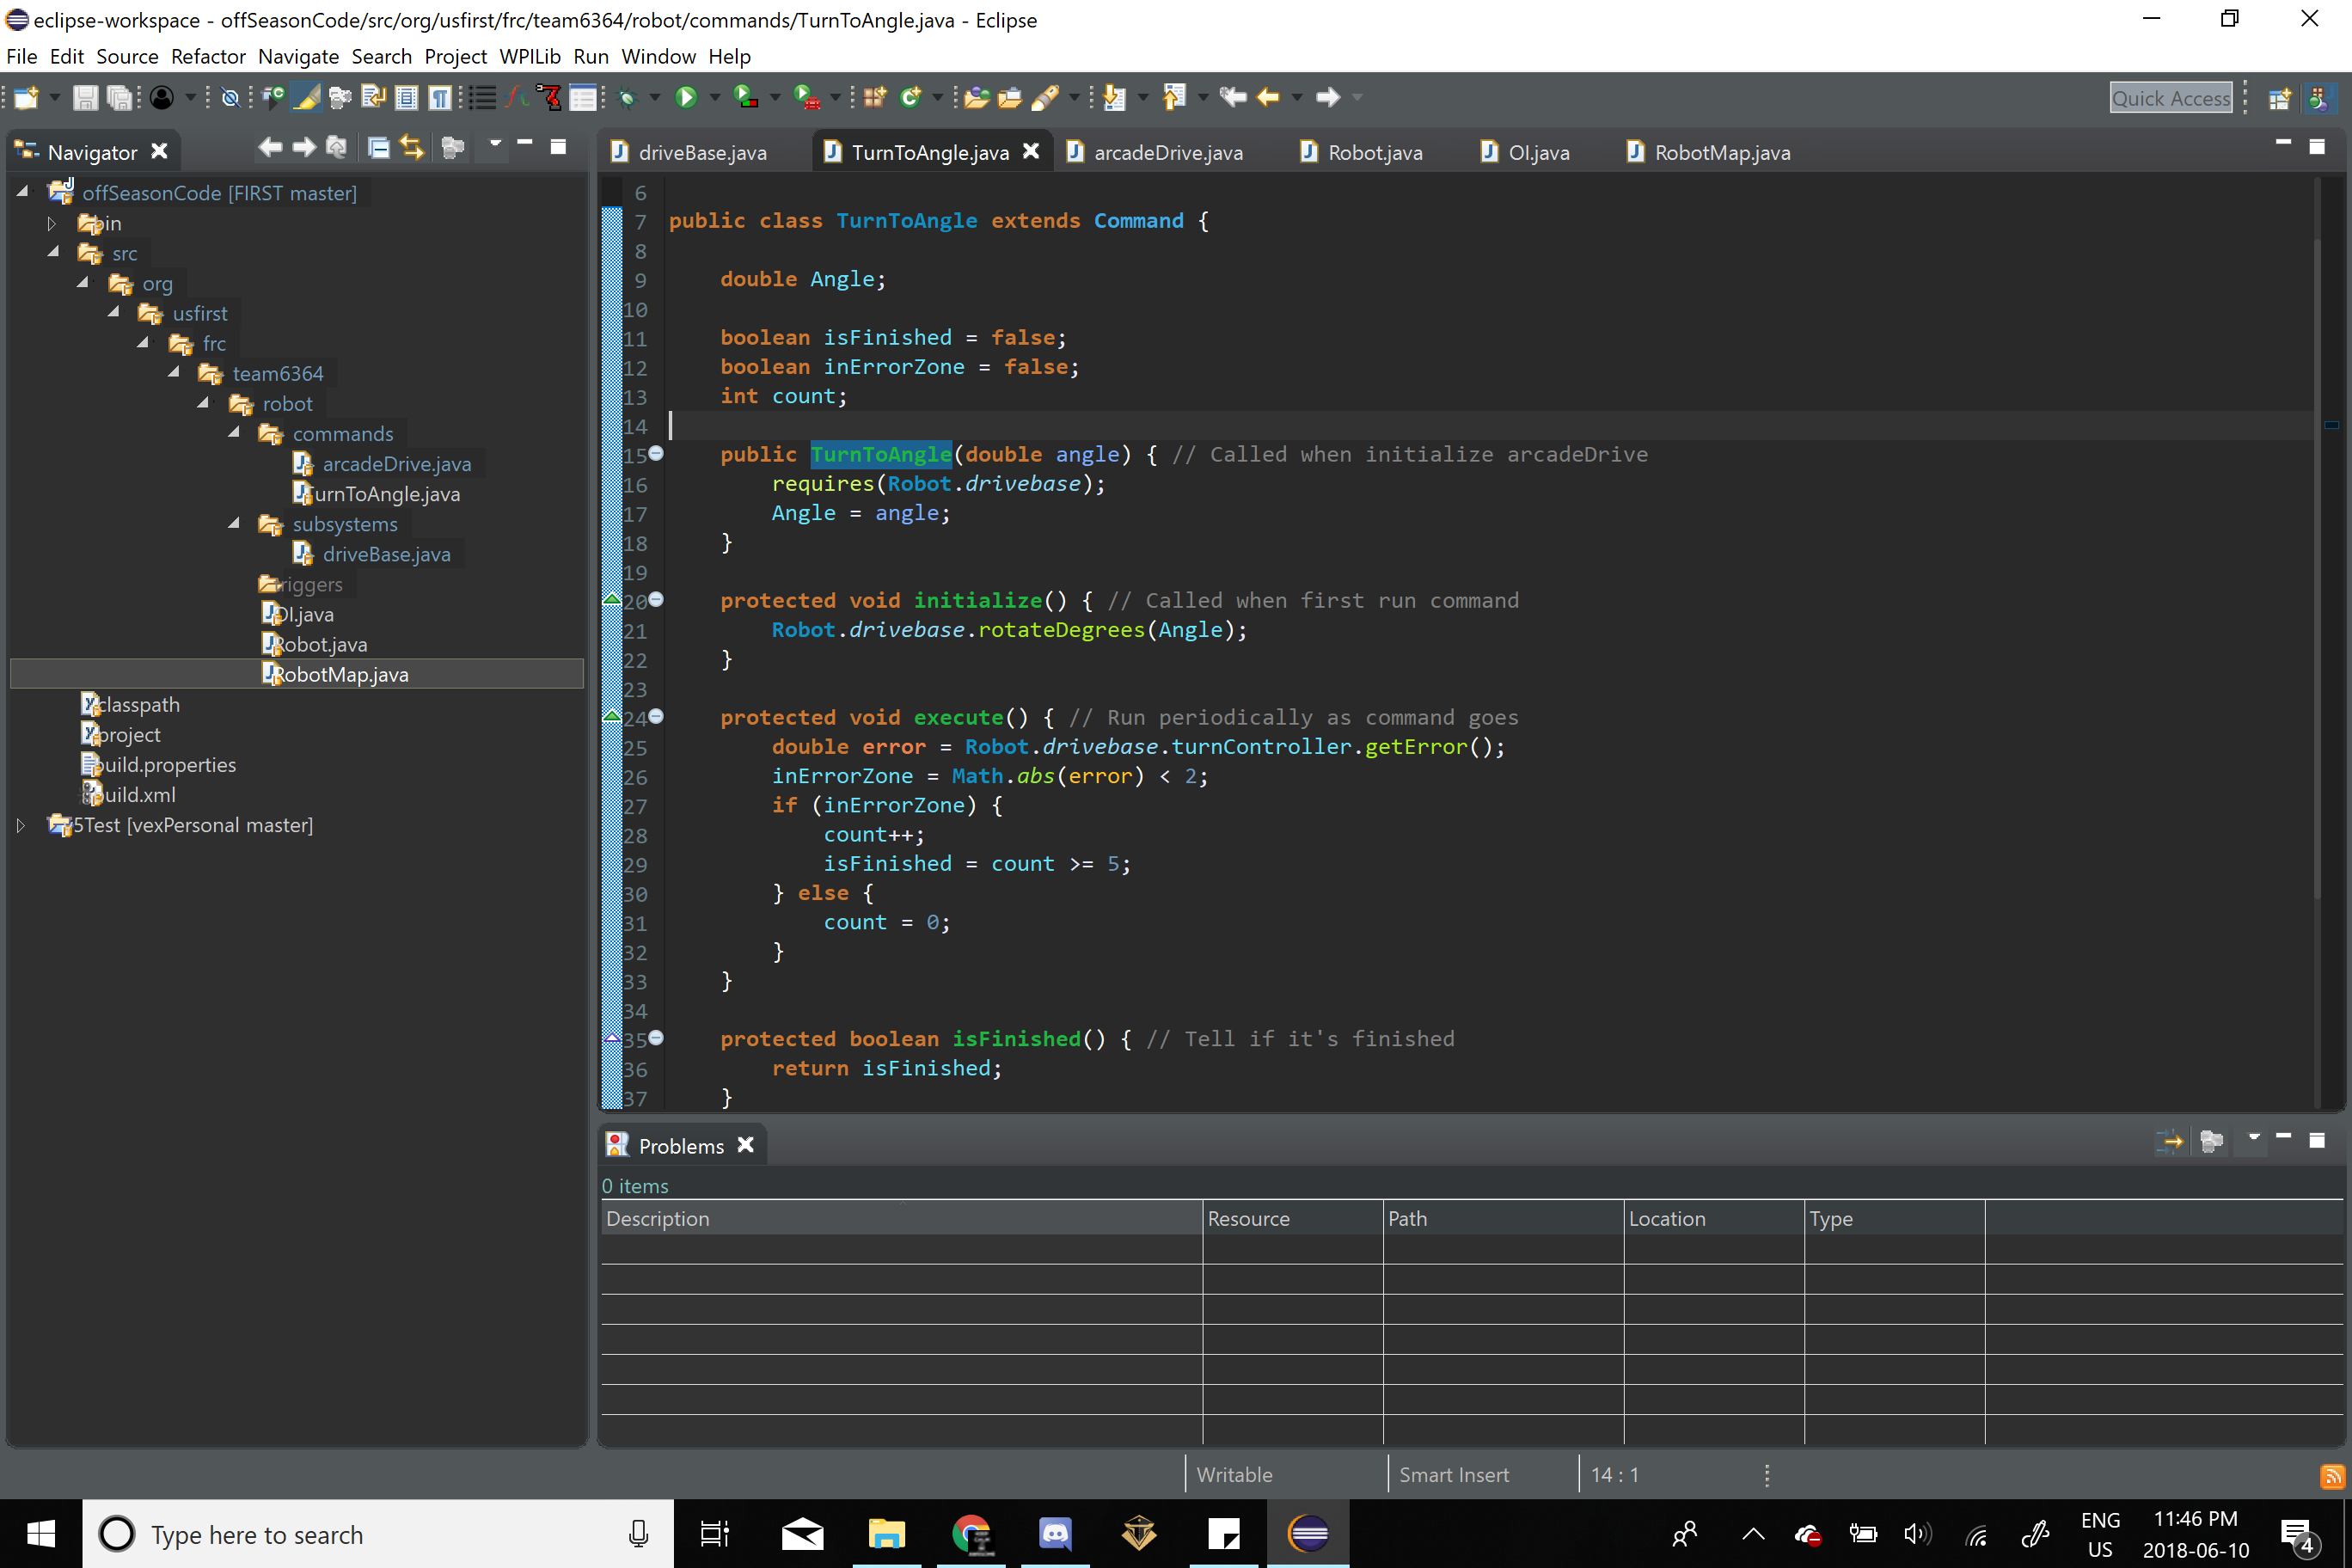 eclipse-workspace - offSeasonCode/src/org/usfirst/frc/team6364/robot/commands/TurnToAngle.java - Eclipse
File Edit Source Refactor Navigate Search Project WPILib Run Window Help
Quick Access
Navigator
offSeasonCode [FIRST master]
bin
src
org
usfirst
frc
team6364
robot
commands
arcadeDrive.java
TurnToAngle.java
subsystems
driveBase.java
triggers
OI.java
Robot.java
RobotMap.java
classpath
project
build.properties
build.xml
5Test [vexPersonal master]
driveBase.java TurnToAngle.java arcadeDrive.java Robot.java OI.java RobotMap.java
6
7 public class TurnToAngle extends Command {
8
9 double Angle;
10
11 boolean isFinished = false;
12 boolean inErrorZone = false;
13 int count;
14
15 public TurnToAngle(double angle) { // Called when initialize arcadeDrive
16 requires(Robot.drivebase);
17 Angle = angle;
18 }
19
20 protected void initialize() { // Called when first run command
21 Robot.drivebase.rotateDegrees(Angle);
22 }
23
24 protected void execute() { // Run periodically as command goes
25 double error = Robot.drivebase.turnController.getError();
26 inErrorZone = Math.abs(error) < 2;
27 if (inErrorZone) {
28 count++;
29 isFinished = count >= 5;
30 } else {
31 count = 0;
32 }
33 }
34
35 protected boolean isFinished() { // Tell if it's finished
36 return isFinished;
37 }
Problems
0 items
Description Resource Path Location Type
Writable Smart Insert 14 : 1
Type here to search
ENG
US
11:46 PM
2018-06-10
4